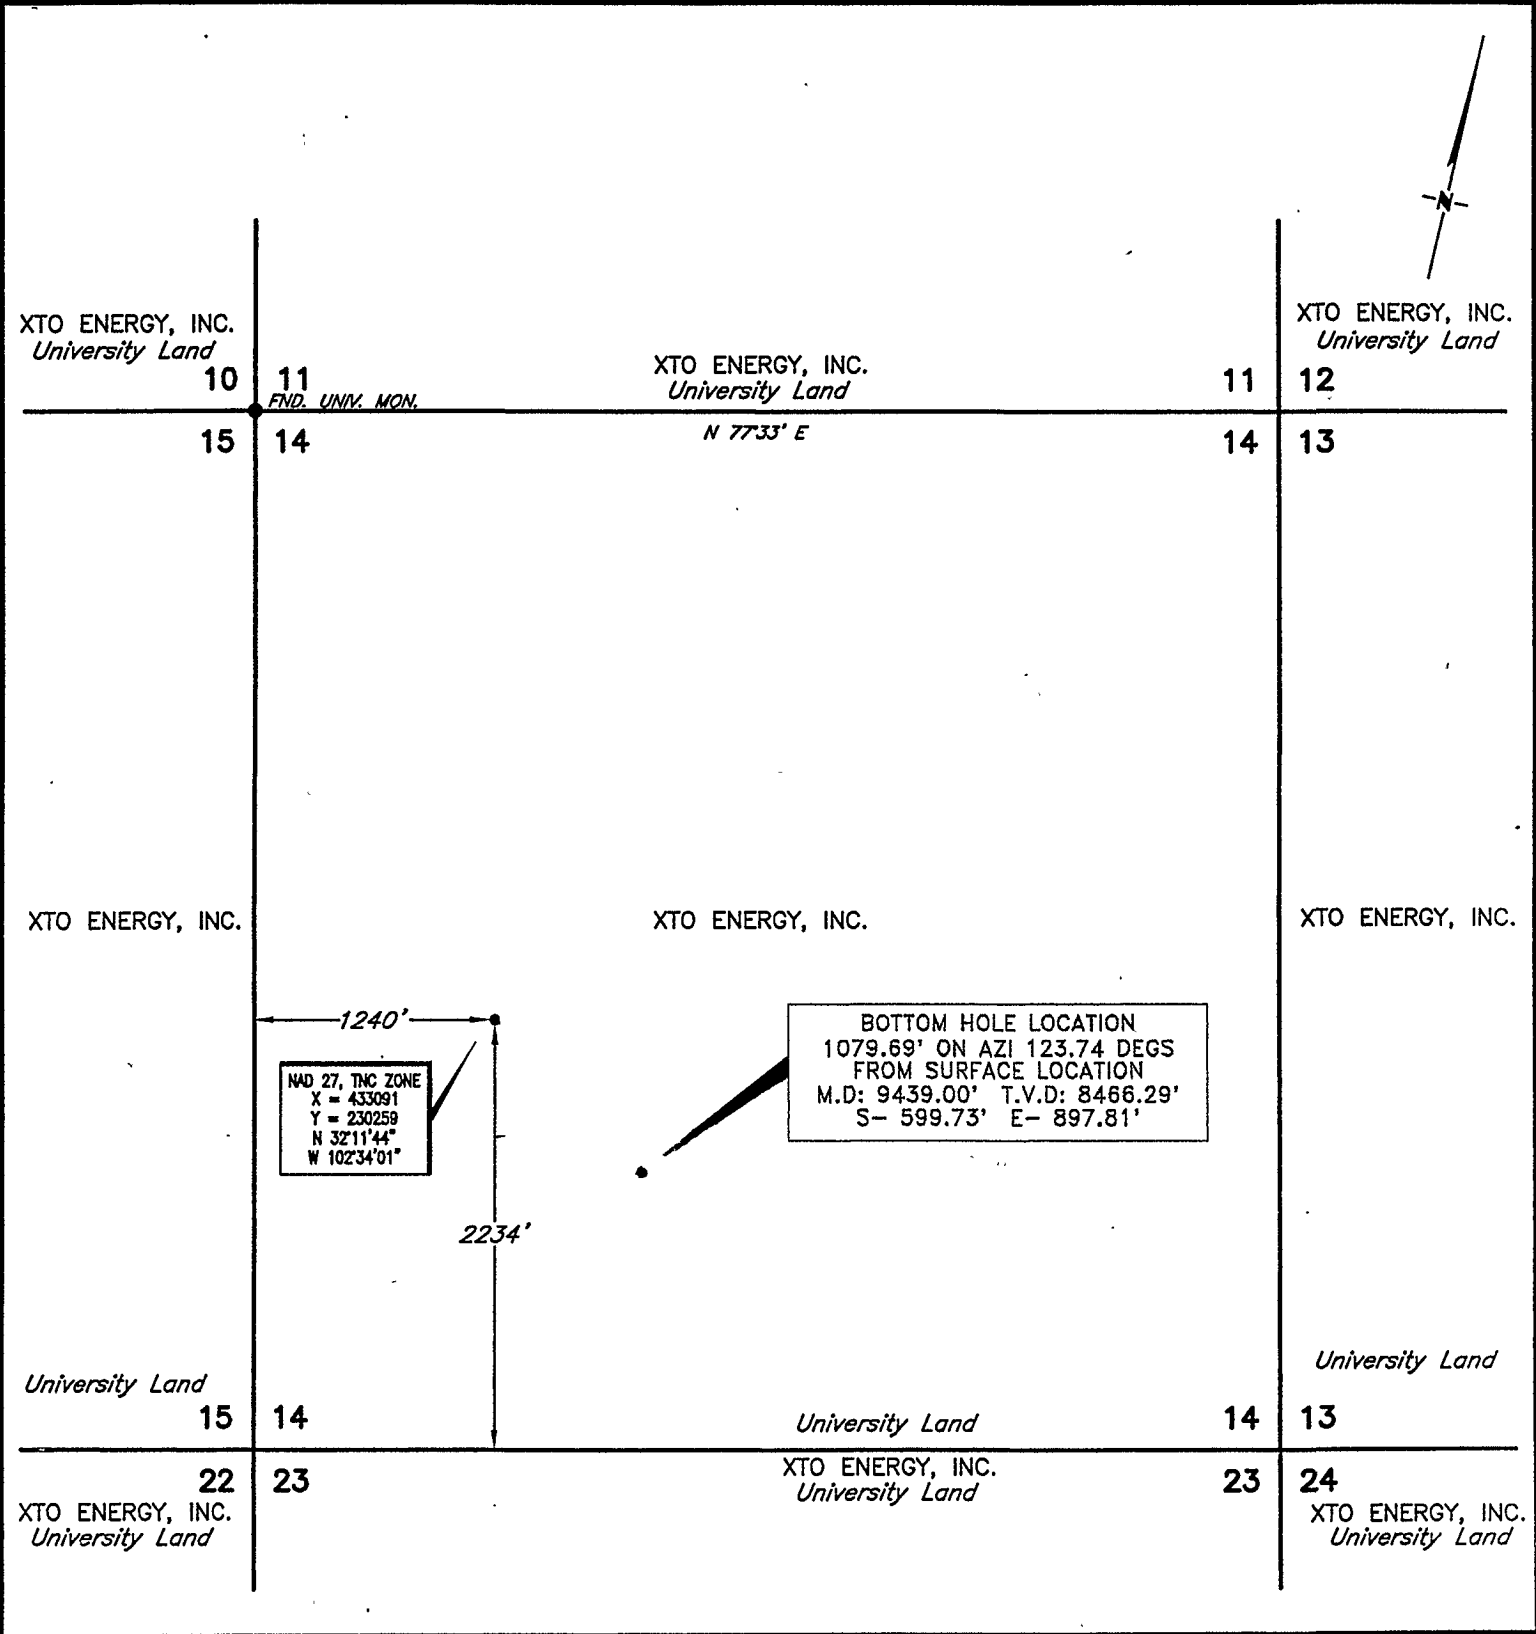 N
XTO ENERGY, INC.
University Land
10
11
FND. UNIV. MON.
XTO ENERGY, INC.
University Land
11
XTO ENERGY, INC.
University Land
12
15
14
N 77°33' E
14
13
XTO ENERGY, INC.
XTO ENERGY, INC.
XTO ENERGY, INC.
1240'
NAD 27, TNC ZONE
X = 433091
Y = 230259
N 32°11'44"
W 102°34'01"
BOTTOM HOLE LOCATION
1079.69' ON AZI 123.74 DEGS
FROM SURFACE LOCATION
M.D: 9439.00' T.V.D: 8466.29'
S- 599.73' E- 897.81'
2234'
University Land
15
14
University Land
14
University Land
13
22
23
XTO ENERGY, INC.
University Land
XTO ENERGY, INC.
University Land
23
24
XTO ENERGY, INC.
University Land